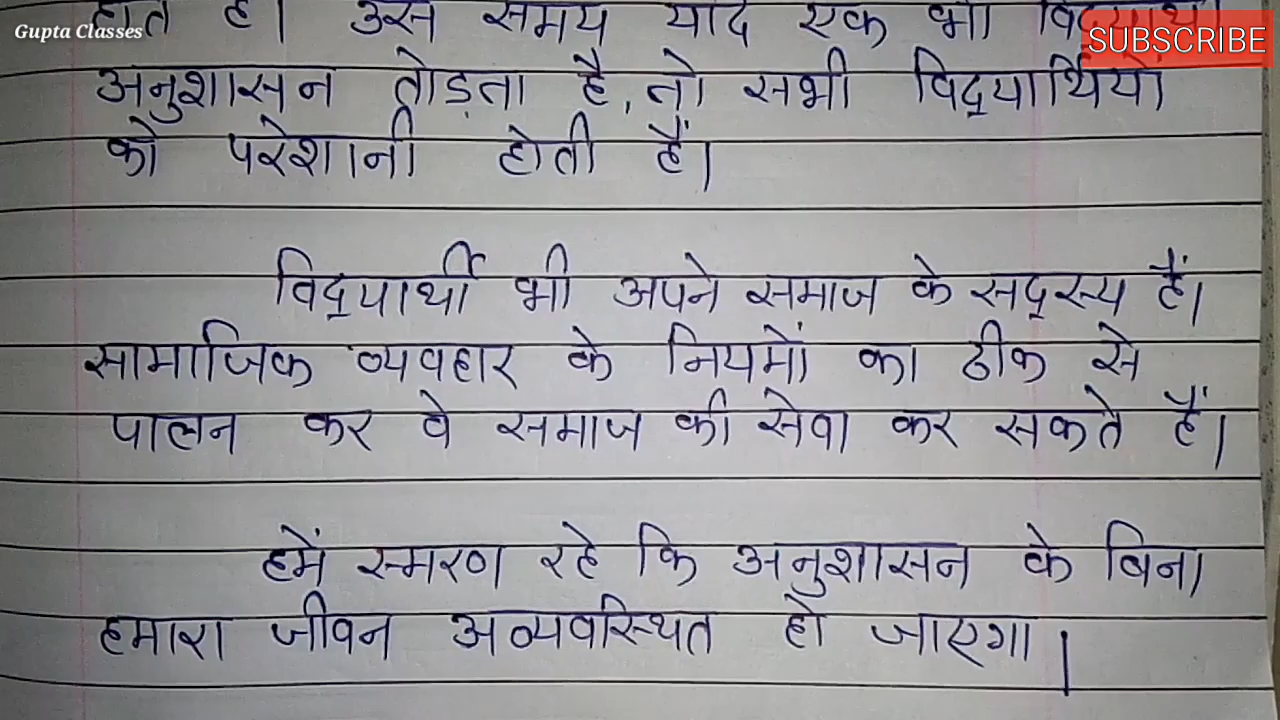 Gupta Classes
SUBSCRIBE
होते है। उस समय यदि एक भी विद्यार्थी
अनुशासन तोड़ता है, तो सभी विद्यार्थियों
को परेशानी होती हैं।
विद्यार्थी भी अपने समाज के सदस्य हैं।
सामाजिक व्यवहार के नियमों का ठीक से
पालन कर वे समाज की सेवा कर सकते हैं।
हमें स्मरण रहे कि अनुशासन के बिना
हमारा जीवन अव्यवस्थित हो जाएगा।